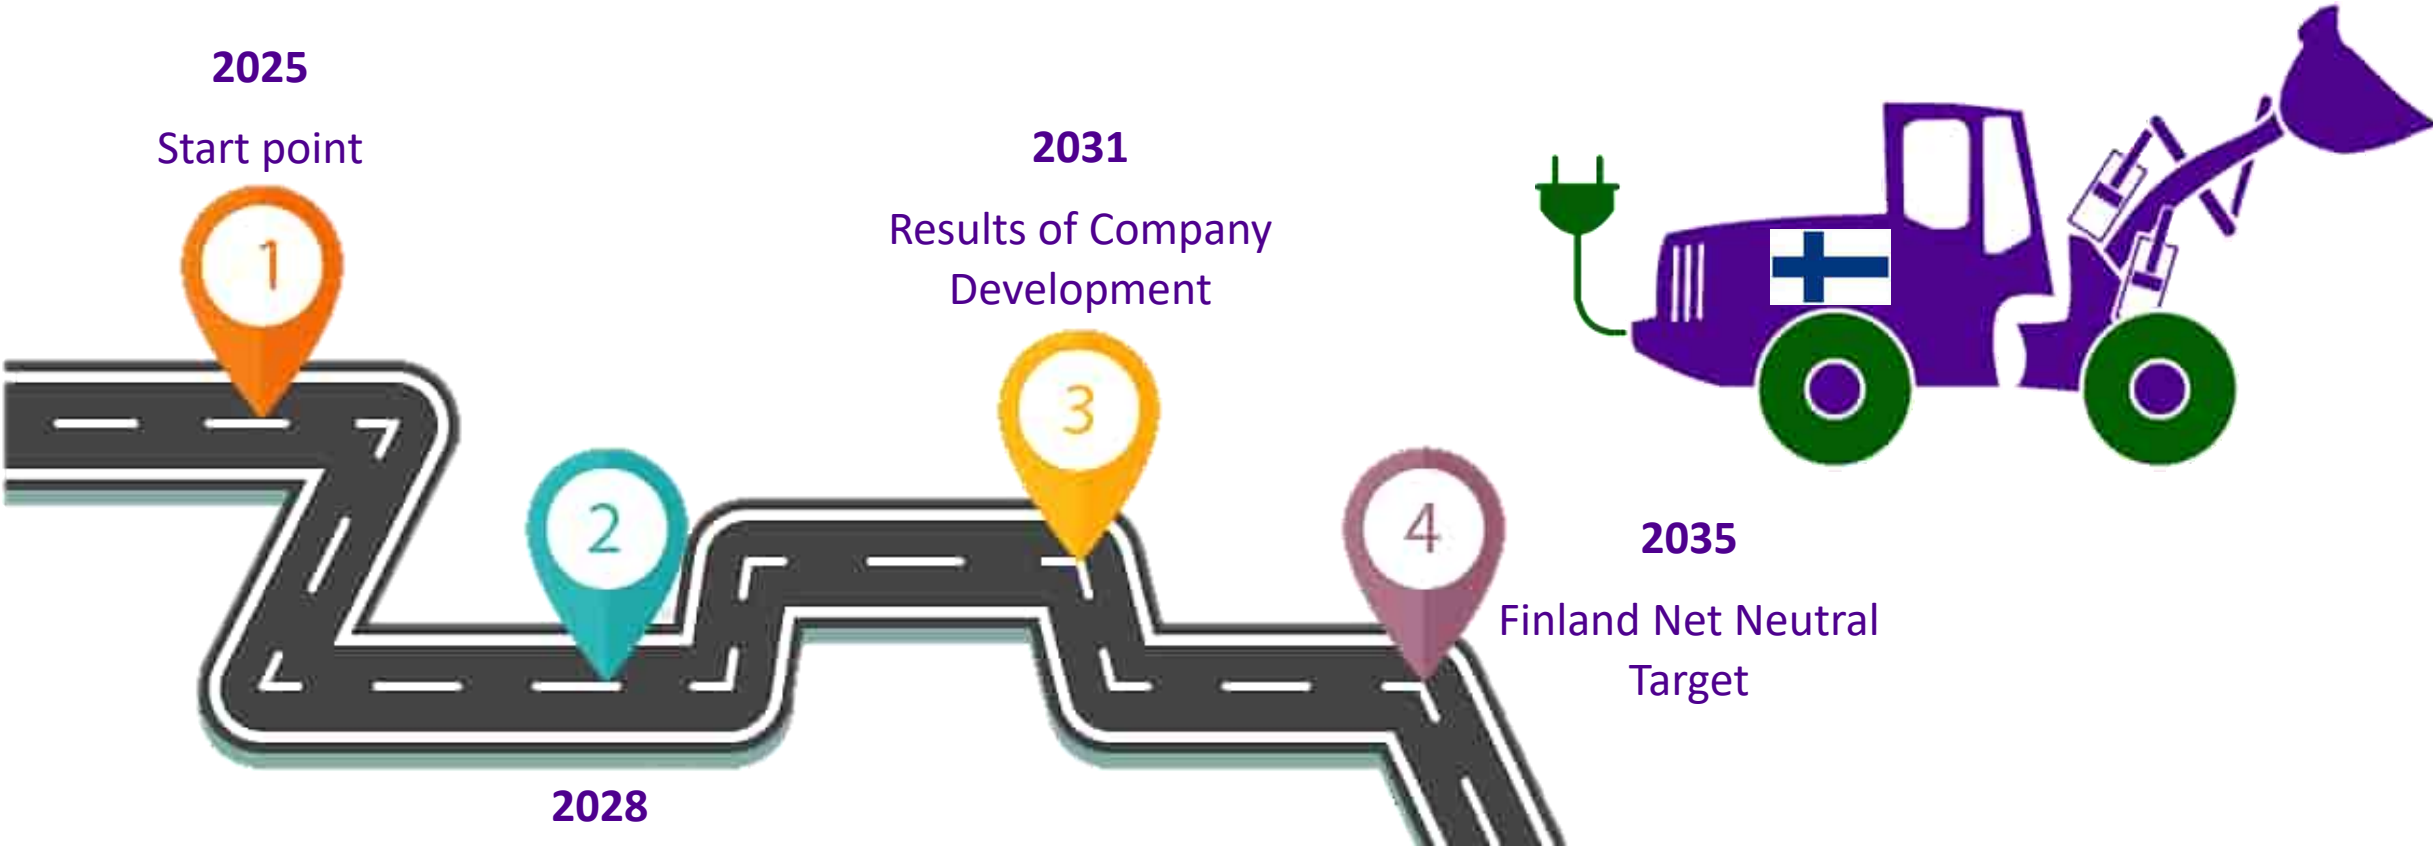 2025
Start point
1
2
2028
2031
Results of Company
Development
3
4
2035
Finland Net Neutral
Target